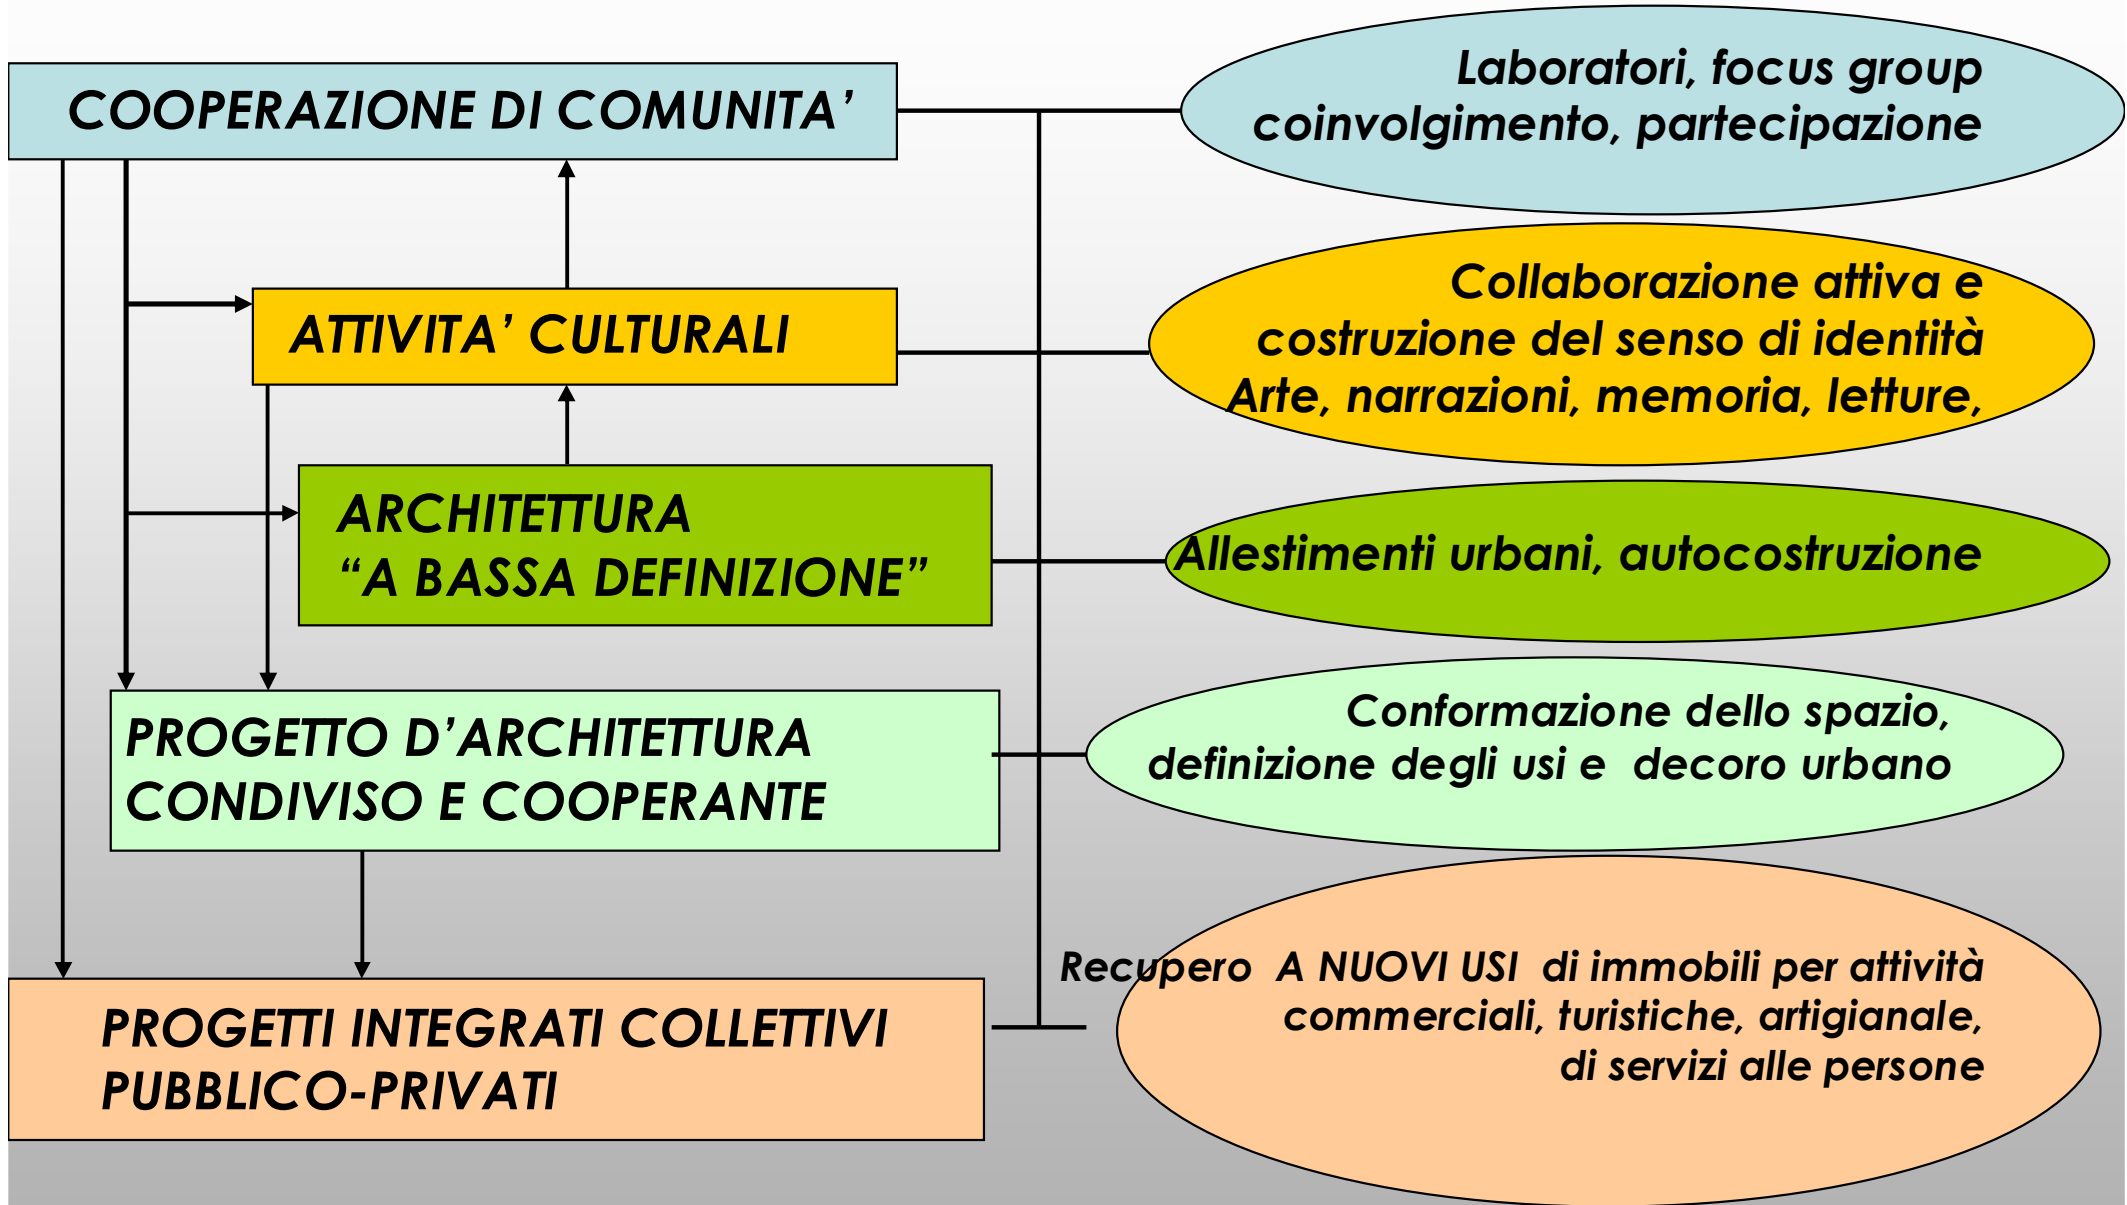 COOPERAZIONE DI COMUNITA’
Laboratori, focus group
coinvolgimento, partecipazione
ATTIVITA’ CULTURALI
Collaborazione attiva e
costruzione del senso di identità
Arte, narrazioni, memoria, letture,
ARCHITETTURA
“A BASSA DEFINIZIONE”
Allestimenti urbani, autocostruzione
PROGETTO D’ARCHITETTURA
CONDIVISO E COOPERANTE
Conformazione dello spazio,
definizione degli usi e decoro urbano
PROGETTI INTEGRATI COLLETTIVI
PUBBLICO-PRIVATI
Recupero A NUOVI USI di immobili per attività
commerciali, turistiche, artigianale,
di servizi alle persone